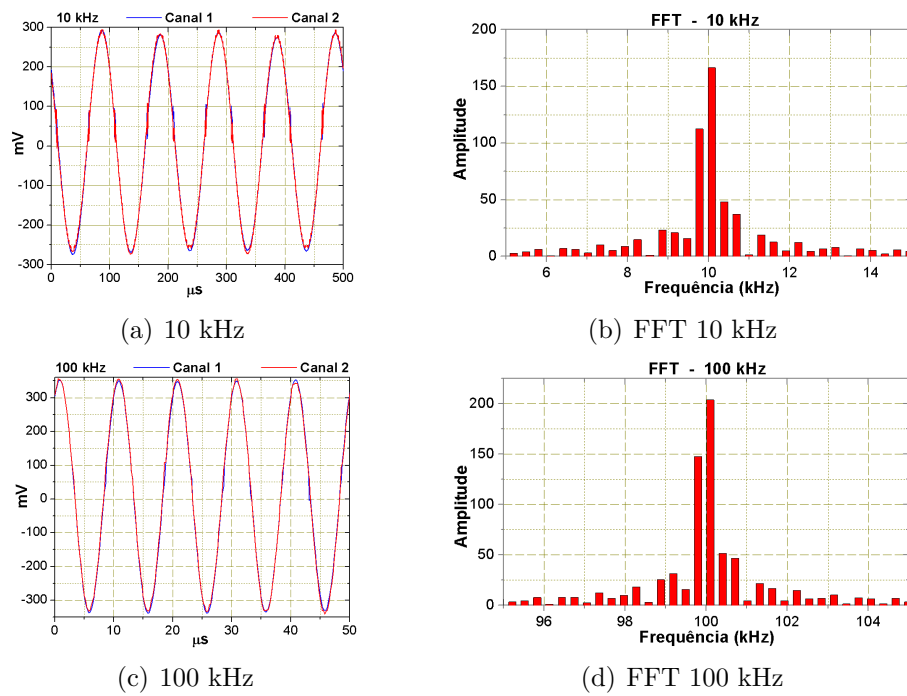 10 kHz Canal 1 Canal 2
300
200
100
0
-100
-200
-300
mV
0 100 200 300 400 500
µs
(a) 10 kHz
FFT - 10 kHz
200
150
100
50
0
Amplitude
6 8 10 12 14
Frequência (kHz)
(b) FFT 10 kHz
100 kHz Canal 1 Canal 2
300
200
100
0
-100
-200
-300
mV
0 10 20 30 40 50
µs
(c) 100 kHz
FFT - 100 kHz
200
150
100
50
0
Amplitude
96 98 100 102 104
Frequência (kHz)
(d) FFT 100 kHz